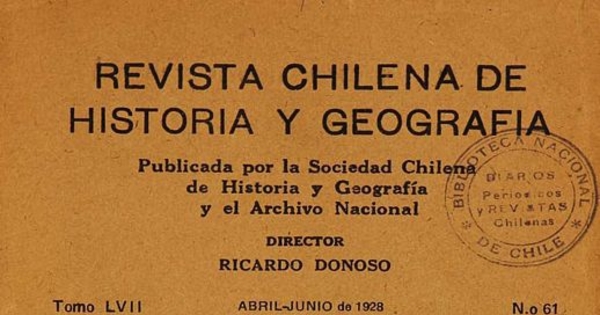 REVISTA CHILENA DE
HISTORIA Y GEOGRAFIA
Publicada por la Sociedad Chilena
de Historia y Geografía
y el Archivo Nacional
BIBLIOTECA NACIONAL
DIARIOS
Periodicos
y REVISTAS
Chilenas
* DE CHILE *
DIRECTOR
RICARDO DONOSO
Tomo LVII ABRIL-JUNIO de 1928 N.o 61